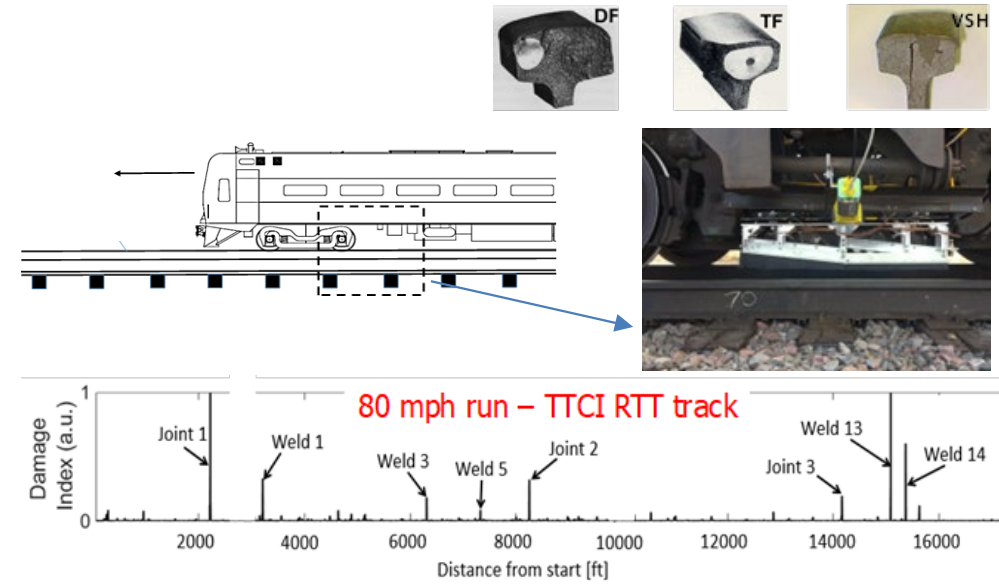 DF
TF
VSH
70
80 mph run – TTCI RTT track
1
Damage
Index (a.u.)
0
Joint 1
Weld 1
Weld 3
Weld 5
Joint 2
Joint 3
Weld 13
Weld 14
2000
4000
6000
8000
10000
12000
14000
16000
Distance from start [ft]